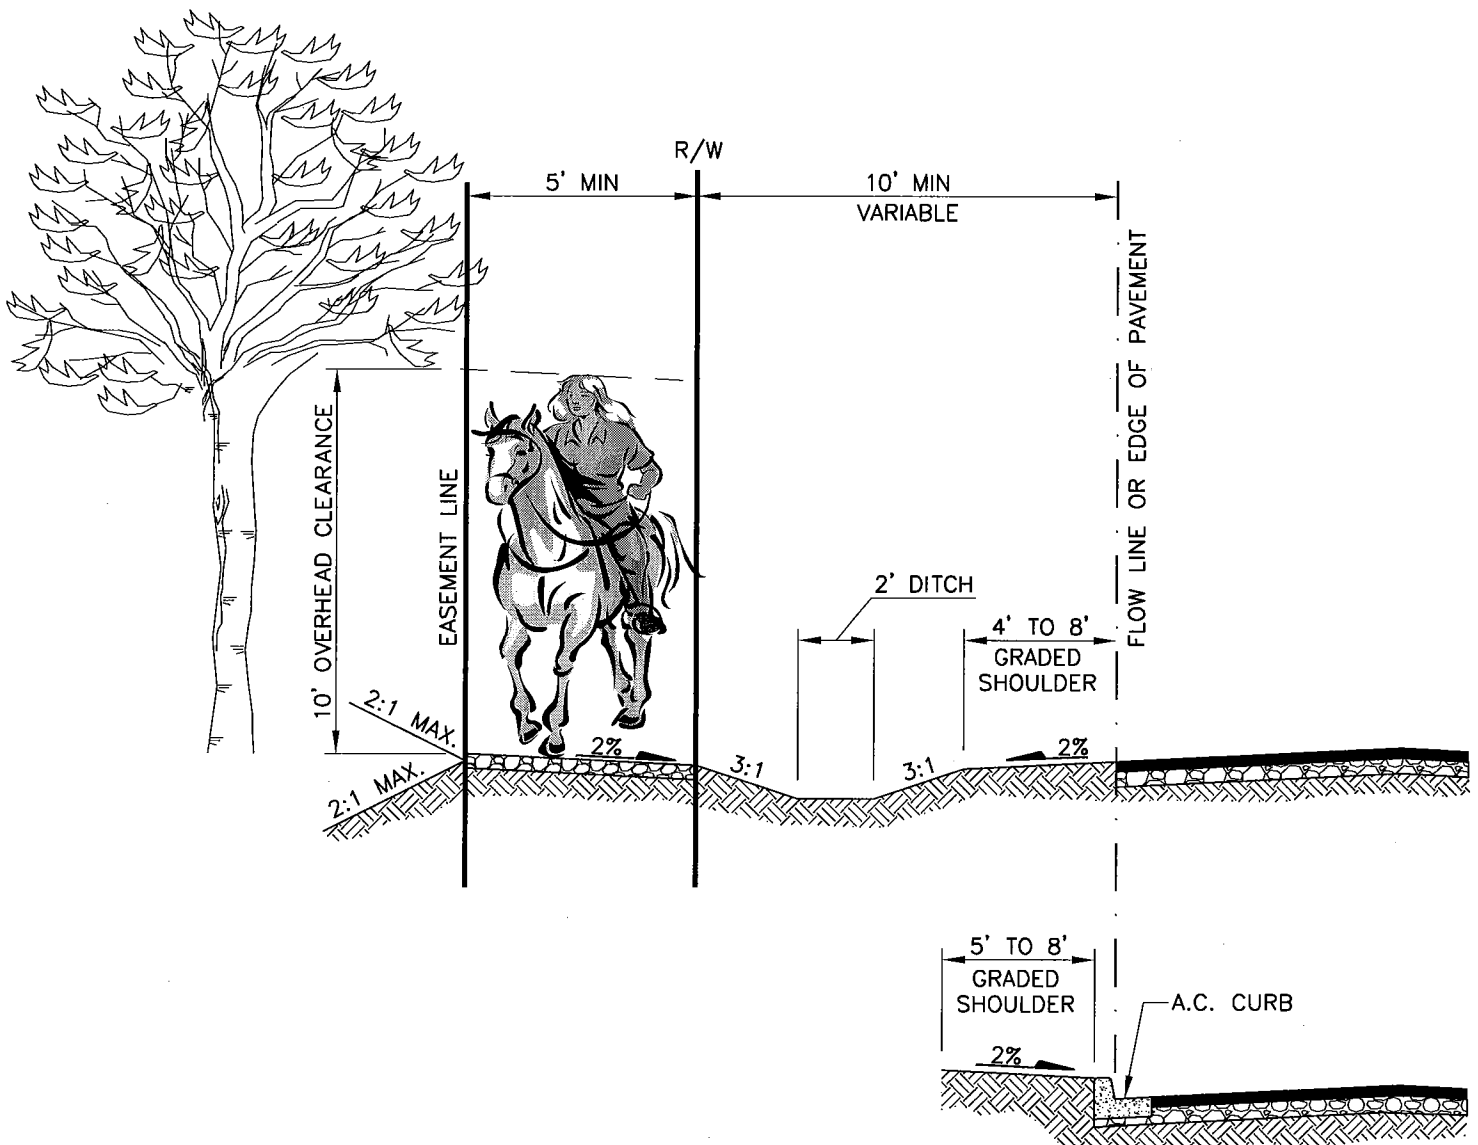 R/W
5' MIN
10' MIN
VARIABLE
FLOW LINE OR EDGE OF PAVEMENT
10' OVERHEAD CLEARANCE
EASEMENT LINE
2' DITCH
4' TO 8'
GRADED
SHOULDER
2:1 MAX.
2:1 MAX.
2%
3:1
3:1
2%
5' TO 8'
GRADED
SHOULDER
A.C. CURB
2%